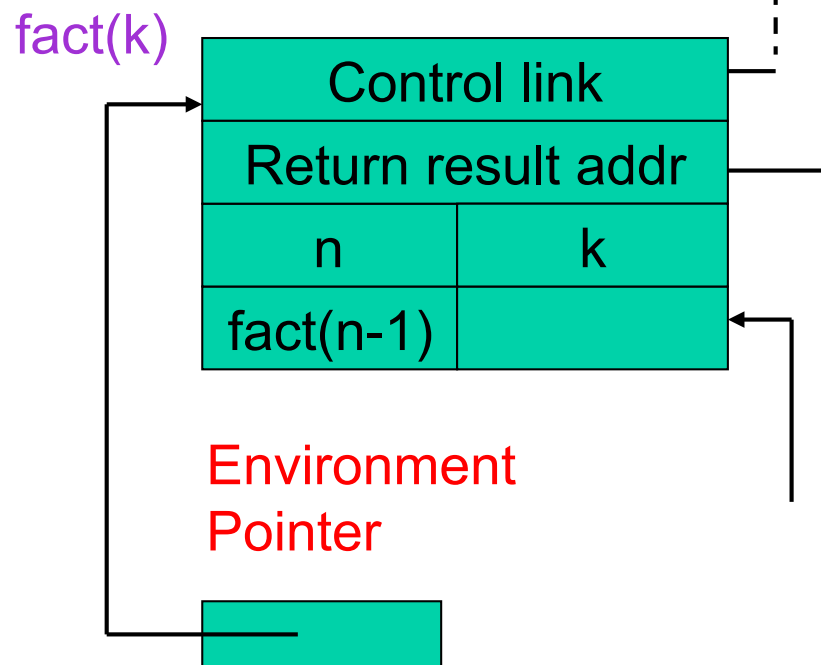 fact(k)
Control link
Return result addr
n k
fact(n-1)
Environment
Pointer